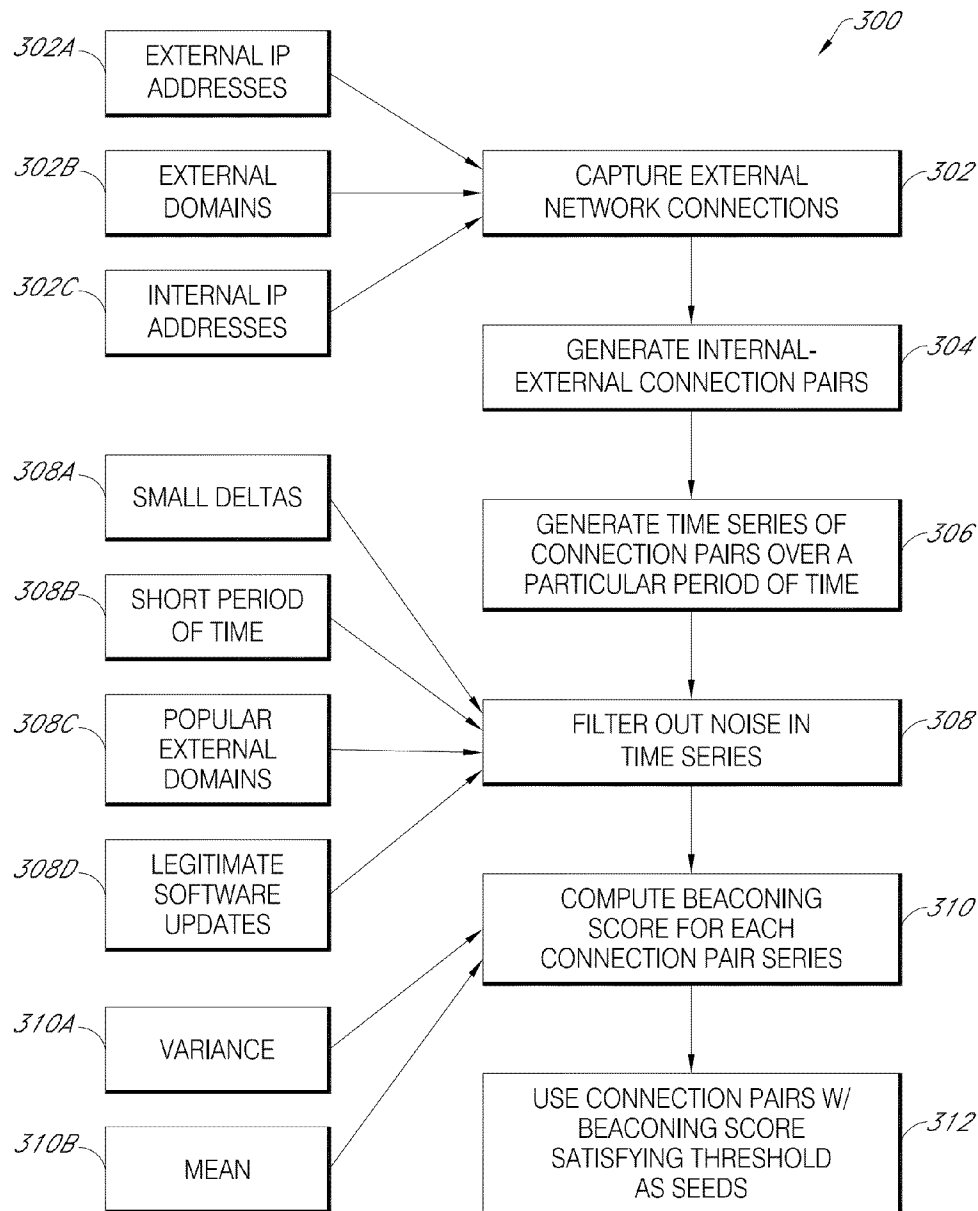 300
302A
EXTERNAL IP
ADDRESSES
302B
EXTERNAL
DOMAINS
302C
INTERNAL IP
ADDRESSES
CAPTURE EXTERNAL
NETWORK CONNECTIONS
302
GENERATE INTERNAL-
EXTERNAL CONNECTION PAIRS
304
308A
SMALL DELTAS
GENERATE TIME SERIES OF
CONNECTION PAIRS OVER A
PARTICULAR PERIOD OF TIME
306
308B
SHORT PERIOD
OF TIME
308C
POPULAR
EXTERNAL
DOMAINS
FILTER OUT NOISE IN
TIME SERIES
308
308D
LEGITIMATE
SOFTWARE
UPDATES
COMPUTE BEACONING
SCORE FOR EACH
CONNECTION PAIR SERIES
310
310A
VARIANCE
310B
MEAN
USE CONNECTION PAIRS W/
BEACONING SCORE
SATISFYING THRESHOLD
AS SEEDS
312